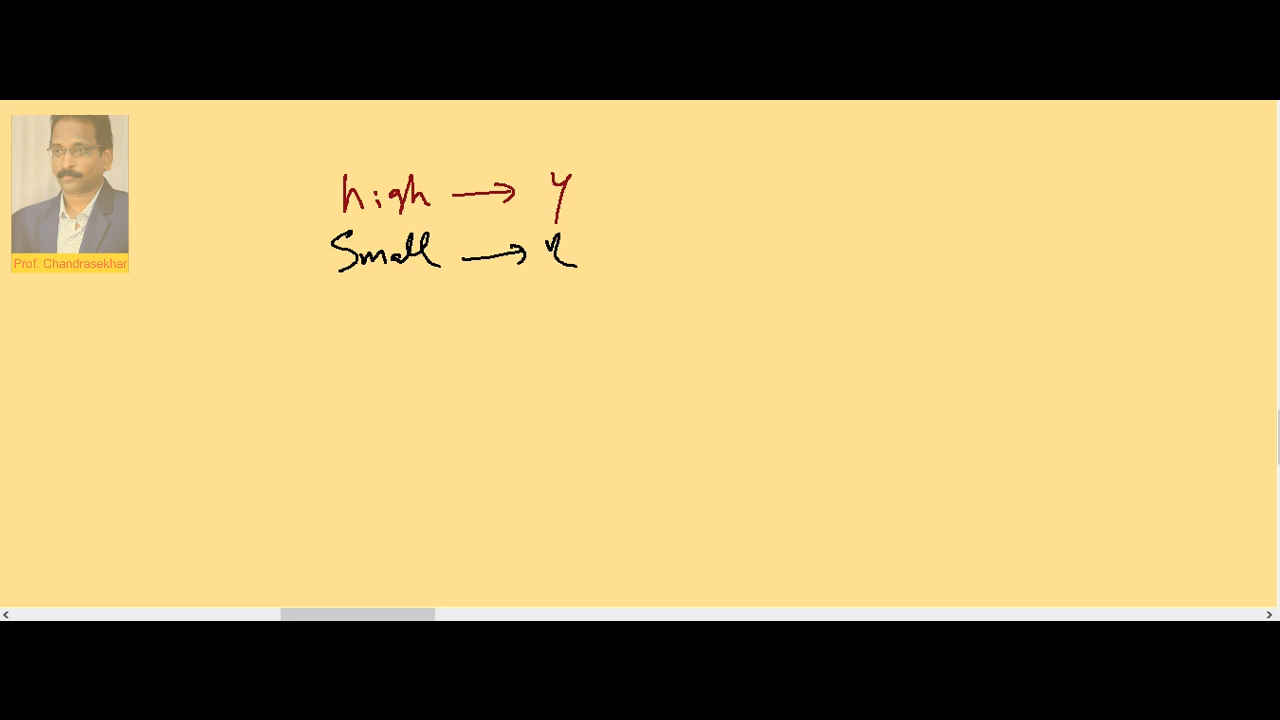 Prof. Chandrasekhar
high → y
Small → x